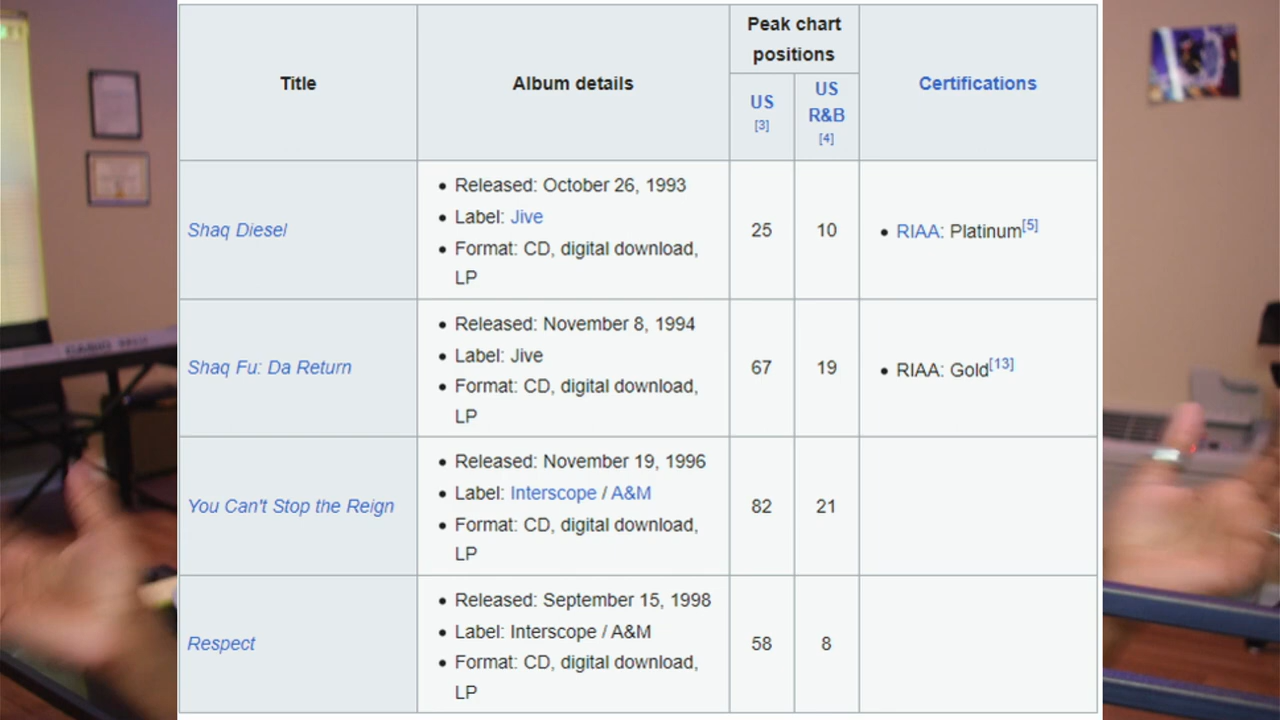 Title
Album details
Peak chart
positions
US
[3]
US
R&B
[4]
Certifications
Shaq Diesel
• Released: October 26, 1993
• Label: Jive
• Format: CD, digital download,
LP
25
10
• RIAA: Platinum[5]
Shaq Fu: Da Return
• Released: November 8, 1994
• Label: Jive
• Format: CD, digital download,
LP
67
19
• RIAA: Gold[13]
You Can't Stop the Reign
• Released: November 19, 1996
• Label: Interscope / A&M
• Format: CD, digital download,
LP
82
21
Respect
• Released: September 15, 1998
• Label: Interscope / A&M
• Format: CD, digital download,
LP
58
8